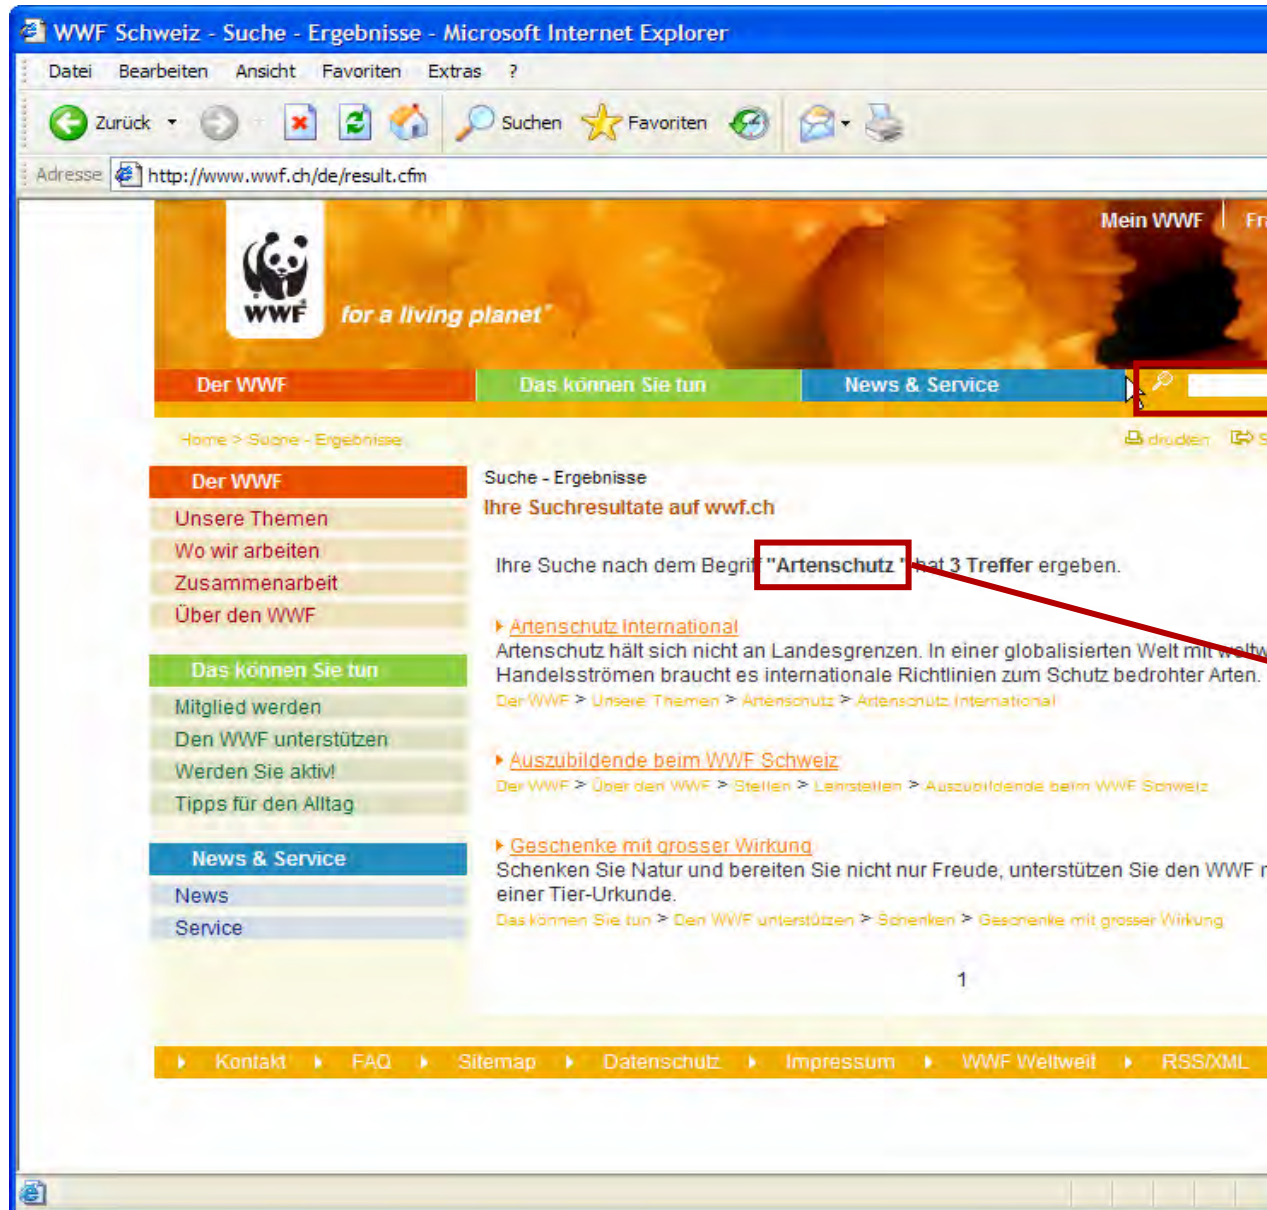 WWF Schweiz - Suche - Ergebnisse - Microsoft Internet Explorer
Datei Bearbeiten Ansicht Favoriten Extras ?
Zurück Suchen Favoriten
Adresse http://www.wwf.ch/de/result.cfm
Mein WWF
WWF for a living planet®
Der WWF Das können Sie tun News & Service
Home > Suche - Ergebnisse drucken
Der WWF
Unsere Themen
Wo wir arbeiten
Zusammenarbeit
Über den WWF
Das können Sie tun
Mitglied werden
Den WWF unterstützen
Werden Sie aktiv!
Tipps für den Alltag
News & Service
News
Service
Suche - Ergebnisse
Ihre Suchresultate auf wwf.ch
Ihre Suche nach dem Begriff "Artenschutz " hat 3 Treffer ergeben.
Artenschutz International
Artenschutz hält sich nicht an Landesgrenzen. In einer globalisierten Welt mit
Handelsströmen braucht es internationale Richtlinien zum Schutz bedrohter Arten.
Der WWF > Unsere Themen > Artenschutz > Artenschutz International
Auszubildende beim WWF Schweiz
Der WWF > Über den WWF > Stellen > Lehrstellen > Auszubildende beim WWF Schweiz
Geschenke mit grosser Wirkung
Schenken Sie Natur und bereiten Sie nicht nur Freude, unterstützen Sie den WWF
einer Tier-Urkunde.
Das können Sie tun > Den WWF unterstützen > Schenken > Geschenke mit grosser Wirkung
1
Kontakt FAQ Sitemap Datenschutz Impressum WWF Weltweit RSS/XML